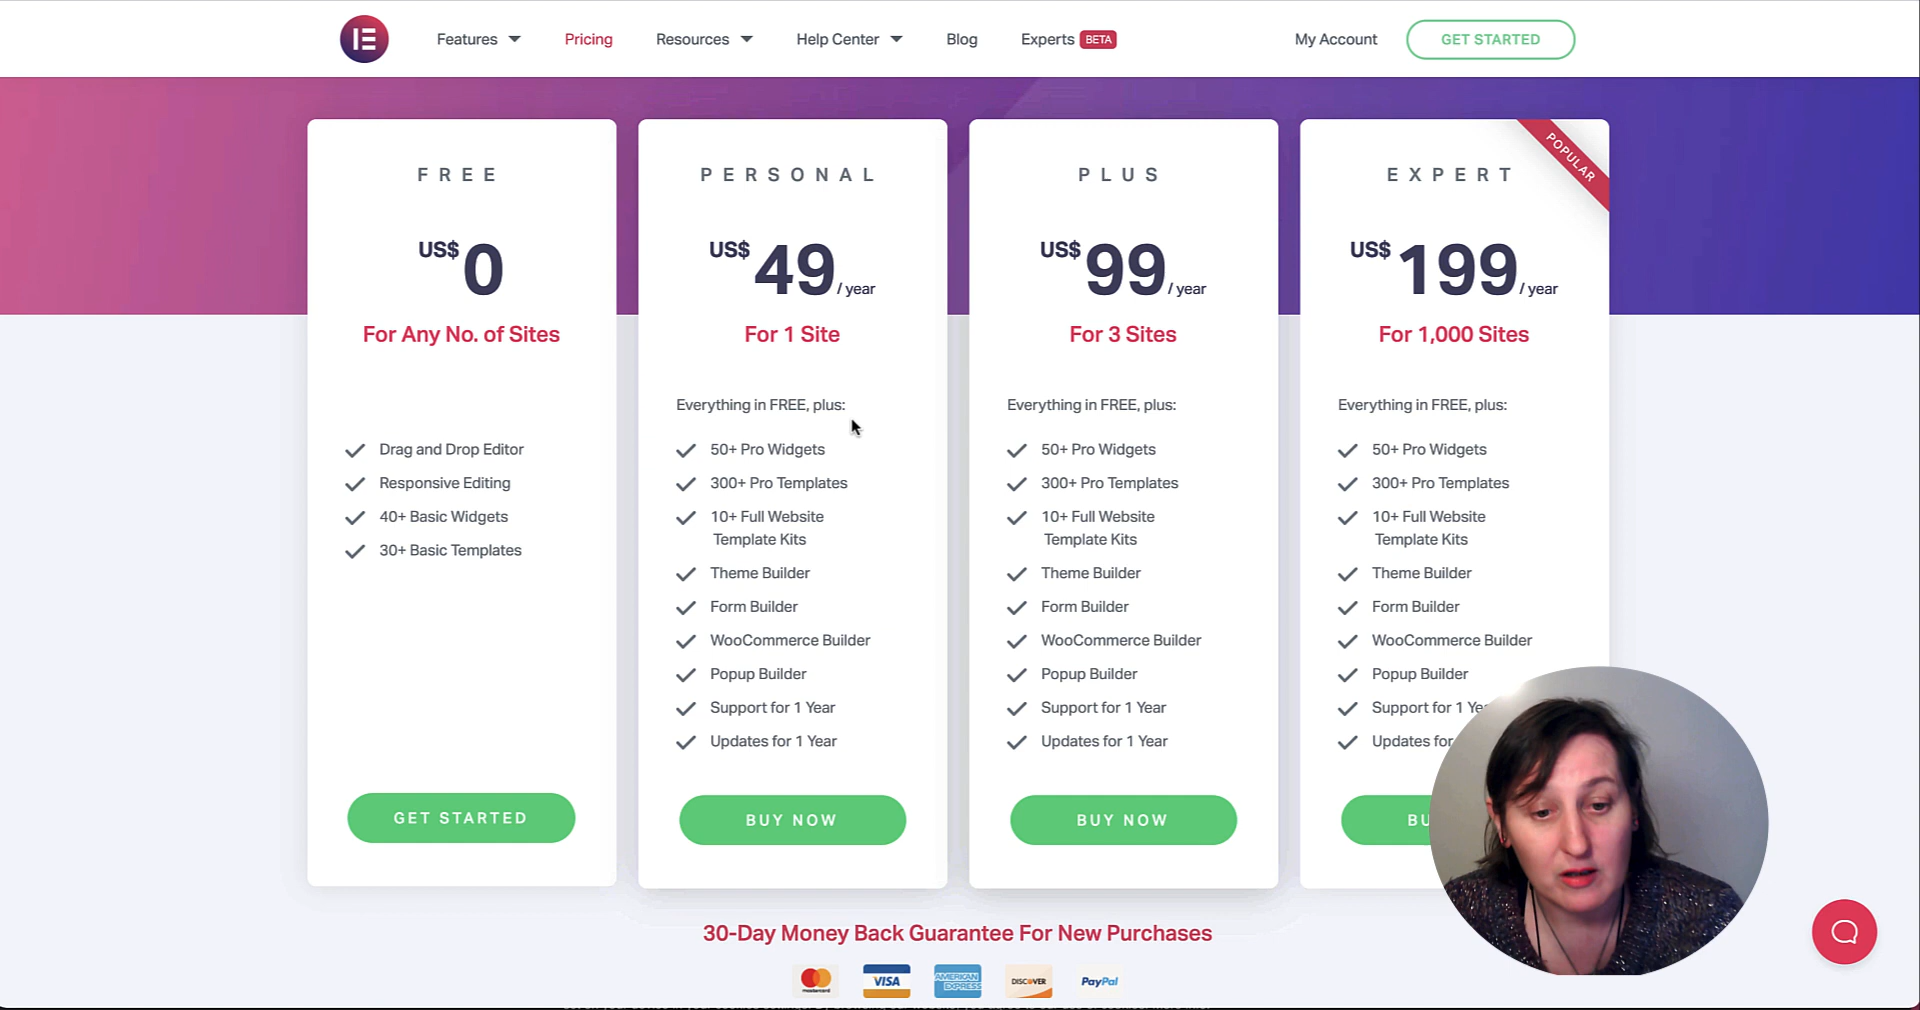 Features
Pricing
Resources
Help Center
Blog
Experts BETA
My Account
GET STARTED
FREE
US$ 0
For Any No. of Sites
Drag and Drop Editor
Responsive Editing
40+ Basic Widgets
30+ Basic Templates
GET STARTED
PERSONAL
US$ 49 / year
For 1 Site
Everything in FREE, plus:
50+ Pro Widgets
300+ Pro Templates
10+ Full Website
Template Kits
Theme Builder
Form Builder
WooCommerce Builder
Popup Builder
Support for 1 Year
Updates for 1 Year
BUY NOW
PLUS
US$ 99 / year
For 3 Sites
Everything in FREE, plus:
50+ Pro Widgets
300+ Pro Templates
10+ Full Website
Template Kits
Theme Builder
Form Builder
WooCommerce Builder
Popup Builder
Support for 1 Year
Updates for 1 Year
BUY NOW
POPULAR
EXPERT
US$ 199 / year
For 1,000 Sites
Everything in FREE, plus:
50+ Pro Widgets
300+ Pro Templates
10+ Full Website
Template Kits
Theme Builder
Form Builder
WooCommerce Builder
Popup Builder
Support for 1 Ye
Updates for
BU
30-Day Money Back Guarantee For New Purchases
mastercard
VISA
AMERICAN
EXPRESS
DISCOVER
PayPal